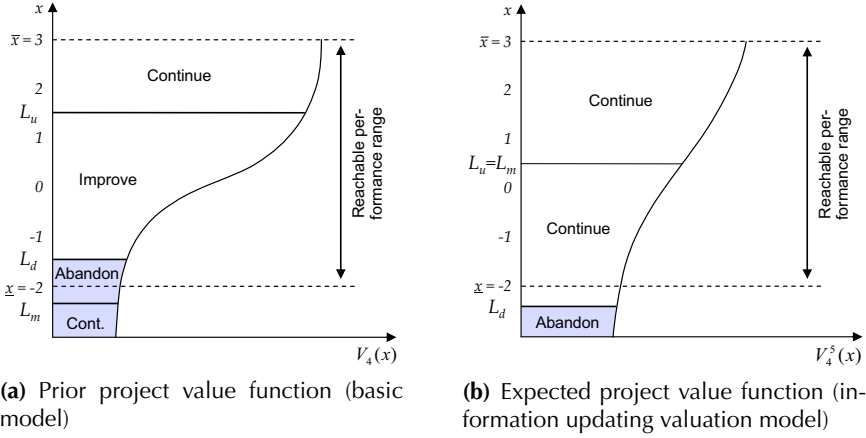 x
x̅ = 3
2
L_u
1
0
-1
L_d
x̲ = -2
L_m
Continue
Improve
Abandon
Cont.
Reachable per-
formance range
V_4(x)
(a) Prior project value function (basic
model)
x
x̅ = 3
2
1
L_u=L_m
0
-1
x̲ = -2
L_d
Continue
Continue
Abandon
Reachable per-
formance range
V_4^5(x)
(b) Expected project value function (in-
formation updating valuation model)